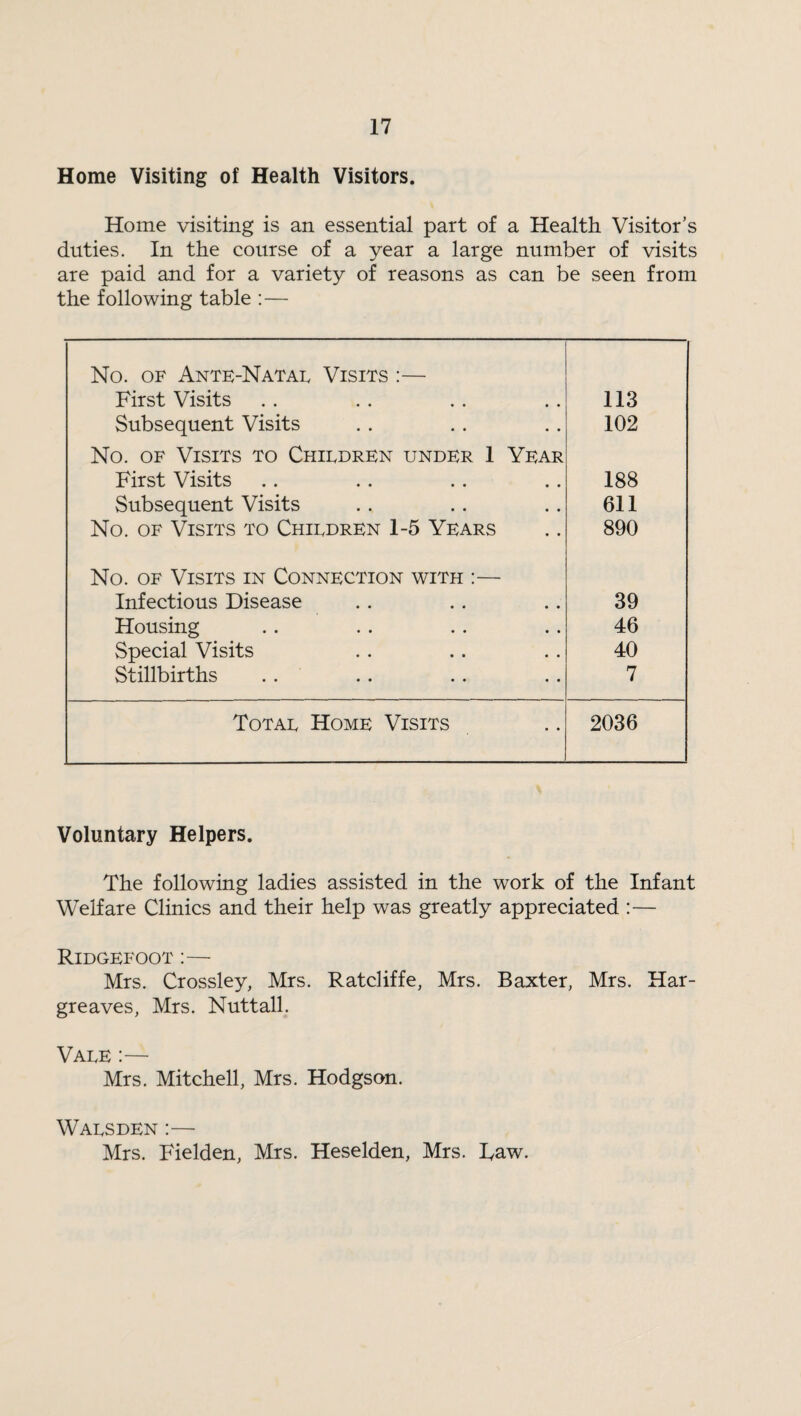 17
Home Visiting of Health Visitors.
Home visiting is an essential part of a Health Visitor's
duties. In the course of a year a large number of visits
are paid and for a variety of reasons as can be seen from
the following table :—
No. of Ante-Natal Visits :—
First Visits .. .. .. .. 113
Subsequent Visits .. .. .. 102
No. of Visits to Children under 1 Year
First Visits .. .. .. .. 188
Subsequent Visits .. .. .. 611
No. of Visits to Children 1-5 Years .. 890
No. of Visits in Connection with :—
Infectious Disease .. .. .. 39
Housing .. .. .. .. 46
Special Visits .. .. .. 40
Stillbirths .. .. .. .. 7
Total Home Visits .. 2036
Voluntary Helpers.
The following ladies assisted in the work of the Infant
Welfare Clinics and their help was greatly appreciated :—
Ridgefoot :—
Mrs. Crossley, Mrs. Ratcliffe, Mrs. Baxter, Mrs. Har-
greaves, Mrs. Nuttall.
Vale :—
Mrs. Mitchell, Mrs. Hodgson.
Walsden :—
Mrs. Fielden, Mrs. Heselden, Mrs. Law.